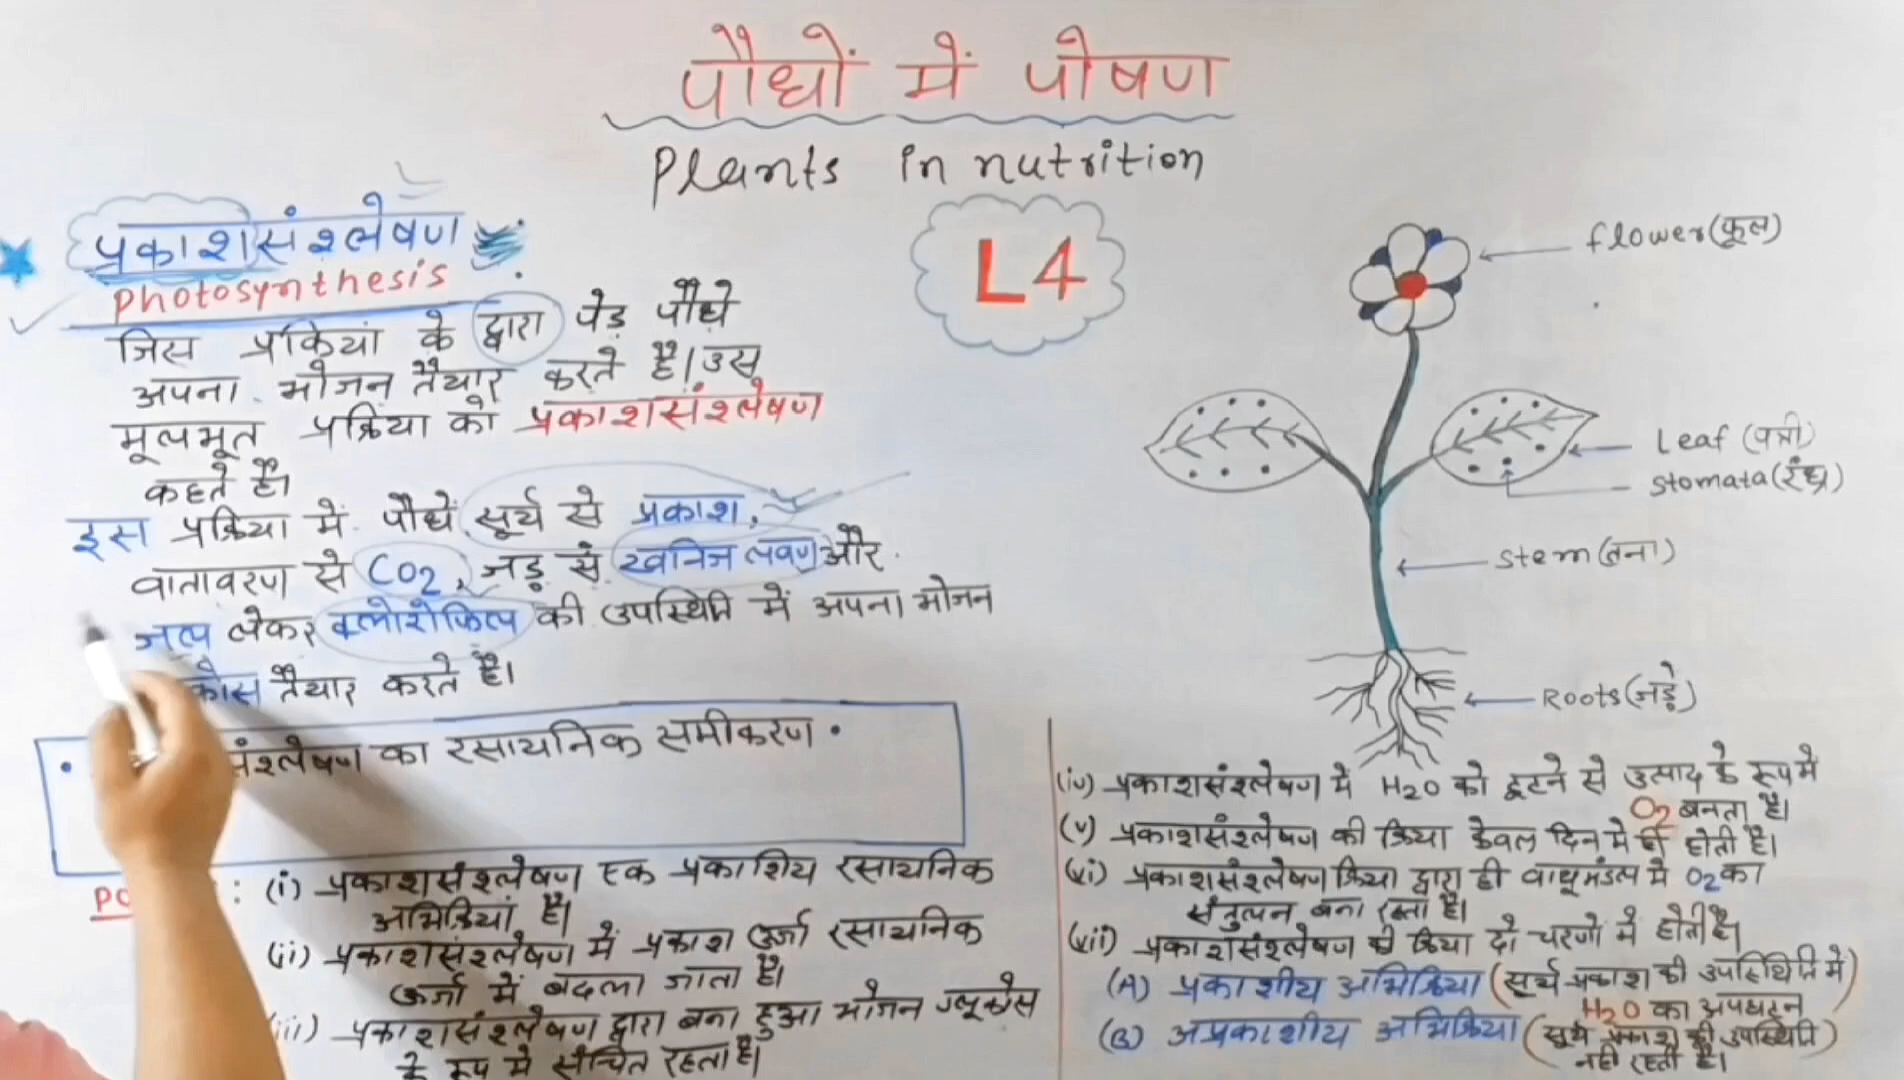 पौधों में पोषण
Plants in nutrition
L4
प्रकाशसंश्लेषण
Photosynthesis
जिस प्रकियां के द्वारा पेड़ पौधे
अपना भोजन तैयार करते है। उस
मूलभूत प्रक्रिया को प्रकाशसंश्लेषण
कहते है।
इस प्रक्रिया में पौधे सूर्य से प्रकाश,
वातावरण से CO2, जड़ से खनिज लवण और
जल लेकर क्लोरोफिल की उपस्थिति में अपना भोजन
तैयार करते है।
का रसायनिक समीकरण
: (i) प्रकाशसंश्लेषण एक प्रकाशिय रसायनिक
अभिक्रियां है।
(ii) प्रकाशसंश्लेषण में प्रकाश ऊर्जा रसायनिक
ऊर्जा में बदला जाता है।
(iii) प्रकाशसंश्लेषण द्वारा बना हुआ भोजन ग्लूकोस
के रूप में संचित रहता है।
flower (फूल)
Leaf (पत्ती)
Stomata (रंध्र)
Stem (तना)
Roots (जड़े)
(iv) प्रकाशसंश्लेषण में H2O को टूटने से उत्पाद के रूप में
O2 बनता है।
(v) प्रकाशसंश्लेषण की क्रिया केवल दिन में ही होती है।
(vi) प्रकाशसंश्लेषण क्रिया द्वारा ही वायुमंडल में O2 का
संतुलन बना रहता है।
(vii) प्रकाशसंश्लेषण की क्रिया दो चरणो में होती है।
(A) प्रकाशीय अभिक्रिया (सूर्य प्रकाश की उपस्थिति में)
H2O का अपघटन
(B) अप्रकाशीय अभिक्रिया (सूर्य प्रकाश की उपस्थिति)
नही रहती है।